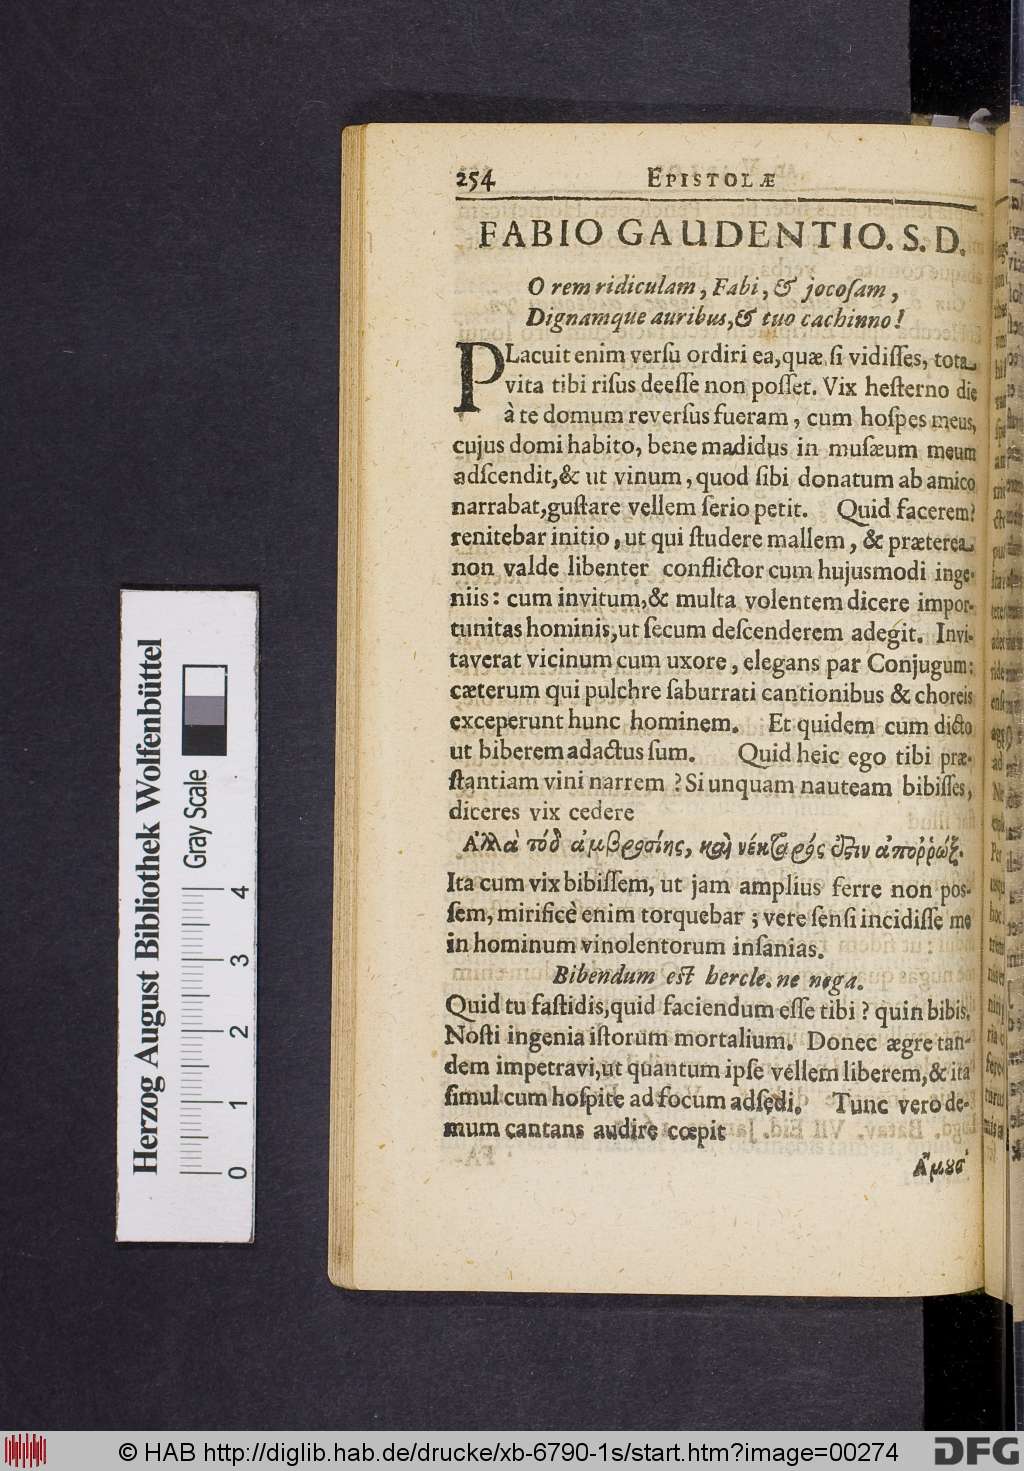 254 EPISTOLÆ
FABIO GAUDENTIO. S. D.
O rem ridiculam, Fabi, & jocoſam,
Dignamque auribus, & tuo cachinno!
PLacuit enim verſu ordiri ea, quæ ſi vidiſſes, tota
vita tibi riſus deeſſe non poſſet. Vix heſterno die
à te domum reverſus fueram, cum hoſpes meus,
cujus domi habito, bene madidus in muſæum meum
adſcendit, & ut vinum, quod ſibi donatum ab amico
narrabat, guſtare vellem ſerio petit. Quid facerem?
renitebar initio, ut qui ſtudere mallem, & præterea
non valde libenter conflictor cum hujusmodi inge-
niis: cum invitum, & multa volentem dicere impor-
tunitas hominis, ut ſecum deſcenderem adegit. Invi-
taverat vicinum cum uxore, elegans par Conjugum:
cæterum qui pulchre ſaburrati cantionibus & choreis
exceperunt hunc hominem. Et quidem cum dicto
ut biberem adactus ſum. Quid heic ego tibi præ-
ſtantiam vini narrem? Si unquam nauteam bibiſſes,
diceres vix cedere
Ἀλλὰ τόδ' ἀμβροσίης, καὶ νέκταρός ἐστιν ἀπορρώξ.
Ita cum vix bibiſſem, ut jam amplius ferre non poſ-
ſem, mirificè enim torquebar; vere ſenſi incidiſſe me
in hominum vinolentorum inſanias.
Bibendum eſt hercle. ne nega.
Quid tu faſtidis, quid faciendum eſſe tibi? quin bibis.
Noſti ingenia iſtorum mortalium. Donec ægre tan-
dem impetravi, ut quantum ipſe vellem liberem, & ita
ſimul cum hoſpite ad focum adſedi. Tunc vero de-
mum cantans audire cœpit
Ἄμουσ'
Herzog August Bibliothek Wolfenbüttel
Gray Scale
0 1 2 3 4
© HAB http://diglib.hab.de/drucke/xb-6790-1s/start.htm?image=00274
DFG